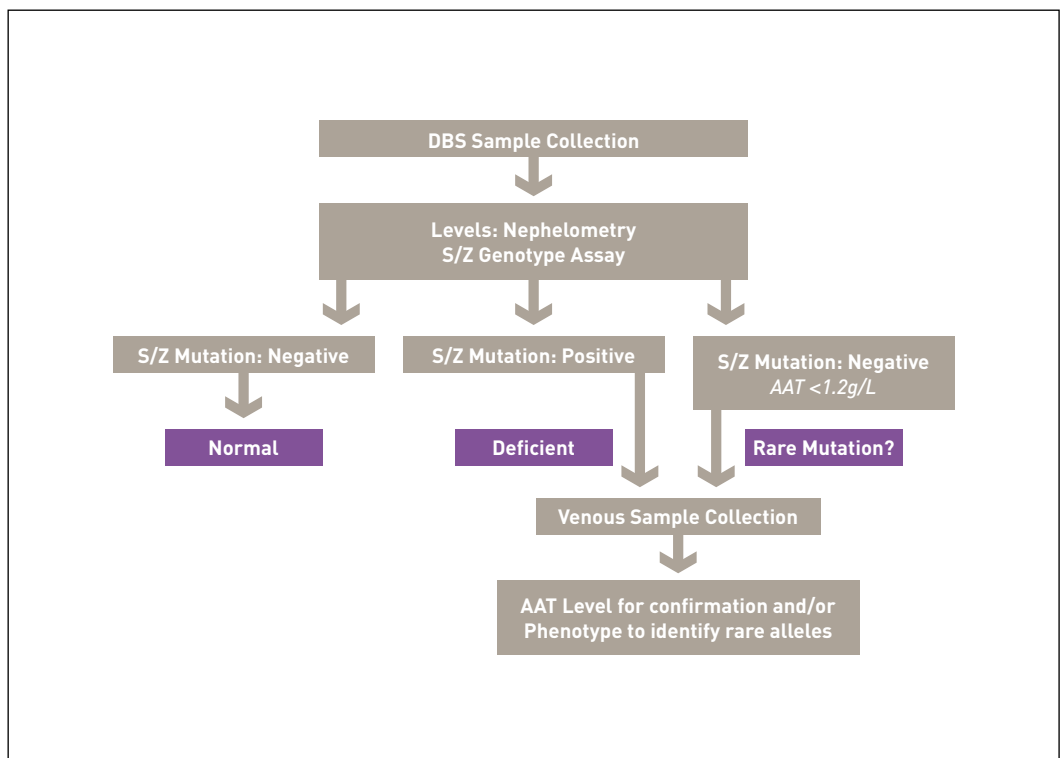 DBS Sample Collection
Levels: Nephelometry
S/Z Genotype Assay
S/Z Mutation: Negative
S/Z Mutation: Positive
S/Z Mutation: Negative
AAT <1.2g/L
Normal
Deficient
Rare Mutation?
Venous Sample Collection
AAT Level for confirmation and/or
Phenotype to identify rare alleles